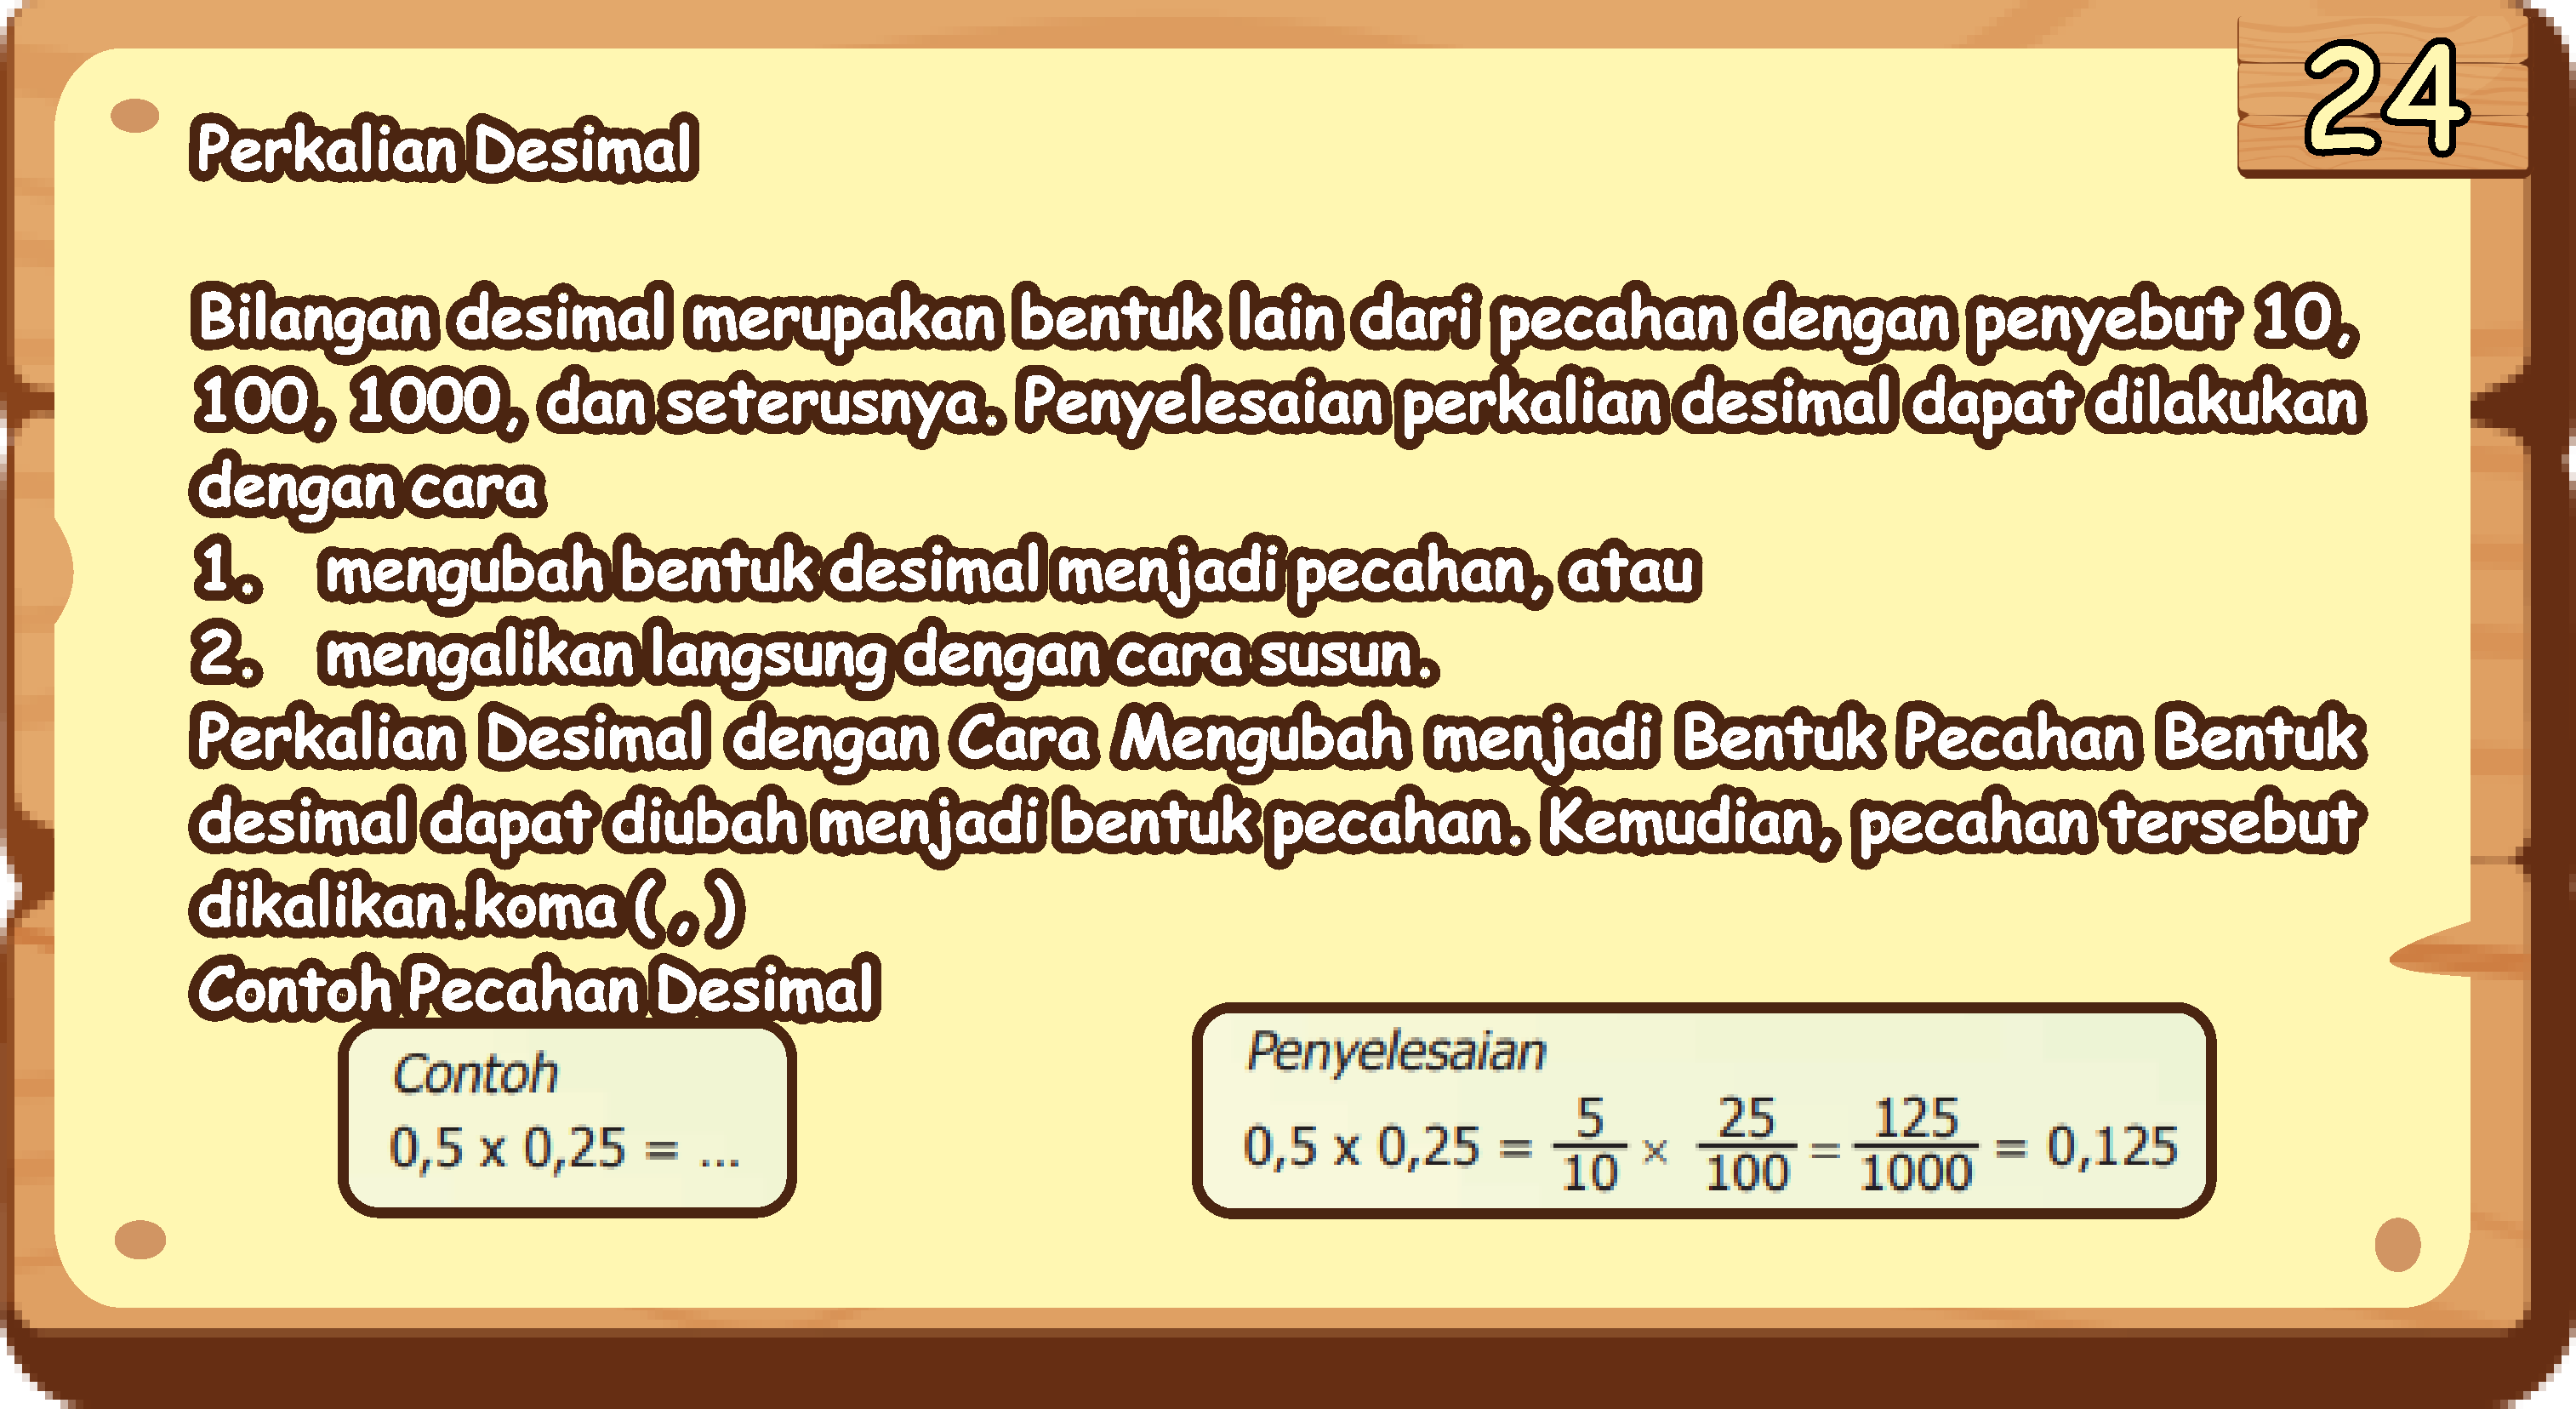 24
Perkalian Desimal
Bilangan desimal merupakan bentuk lain dari pecahan dengan penyebut 10,
100, 1000, dan seterusnya. Penyelesaian perkalian desimal dapat dilakukan
dengan cara
1. mengubah bentuk desimal menjadi pecahan, atau
2. mengalikan langsung dengan cara susun.
Perkalian Desimal dengan Cara Mengubah menjadi Bentuk Pecahan Bentuk
desimal dapat diubah menjadi bentuk pecahan. Kemudian, pecahan tersebut
dikalikan.koma (,)
Contoh Pecahan Desimal
Contoh
0,5 x 0,25 = ...
Penyelesaian
0,5 x 0,25 = 5/10 × 25/100 = 125/1000 = 0,125